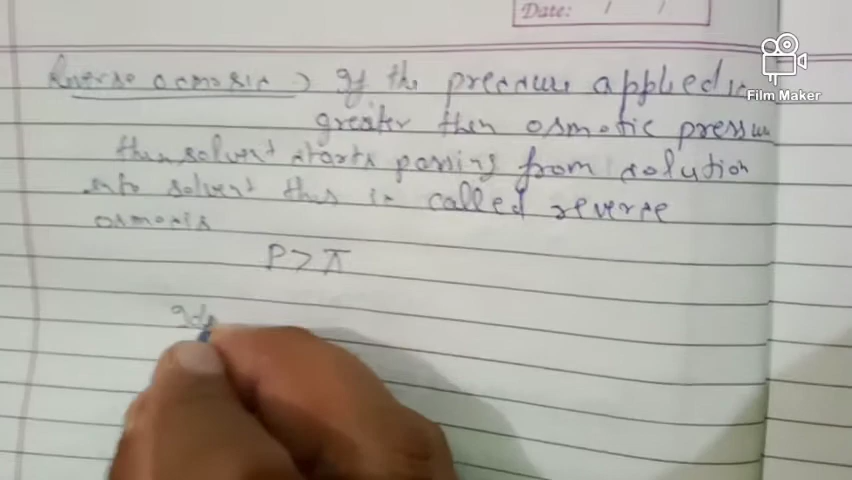 Date: / /
Film Maker
Reverse osmosis → If the pressure applied is
greater then osmotic pressure
then solvent starts passing from solution
into solvent this is called reverse
osmosis
P > π